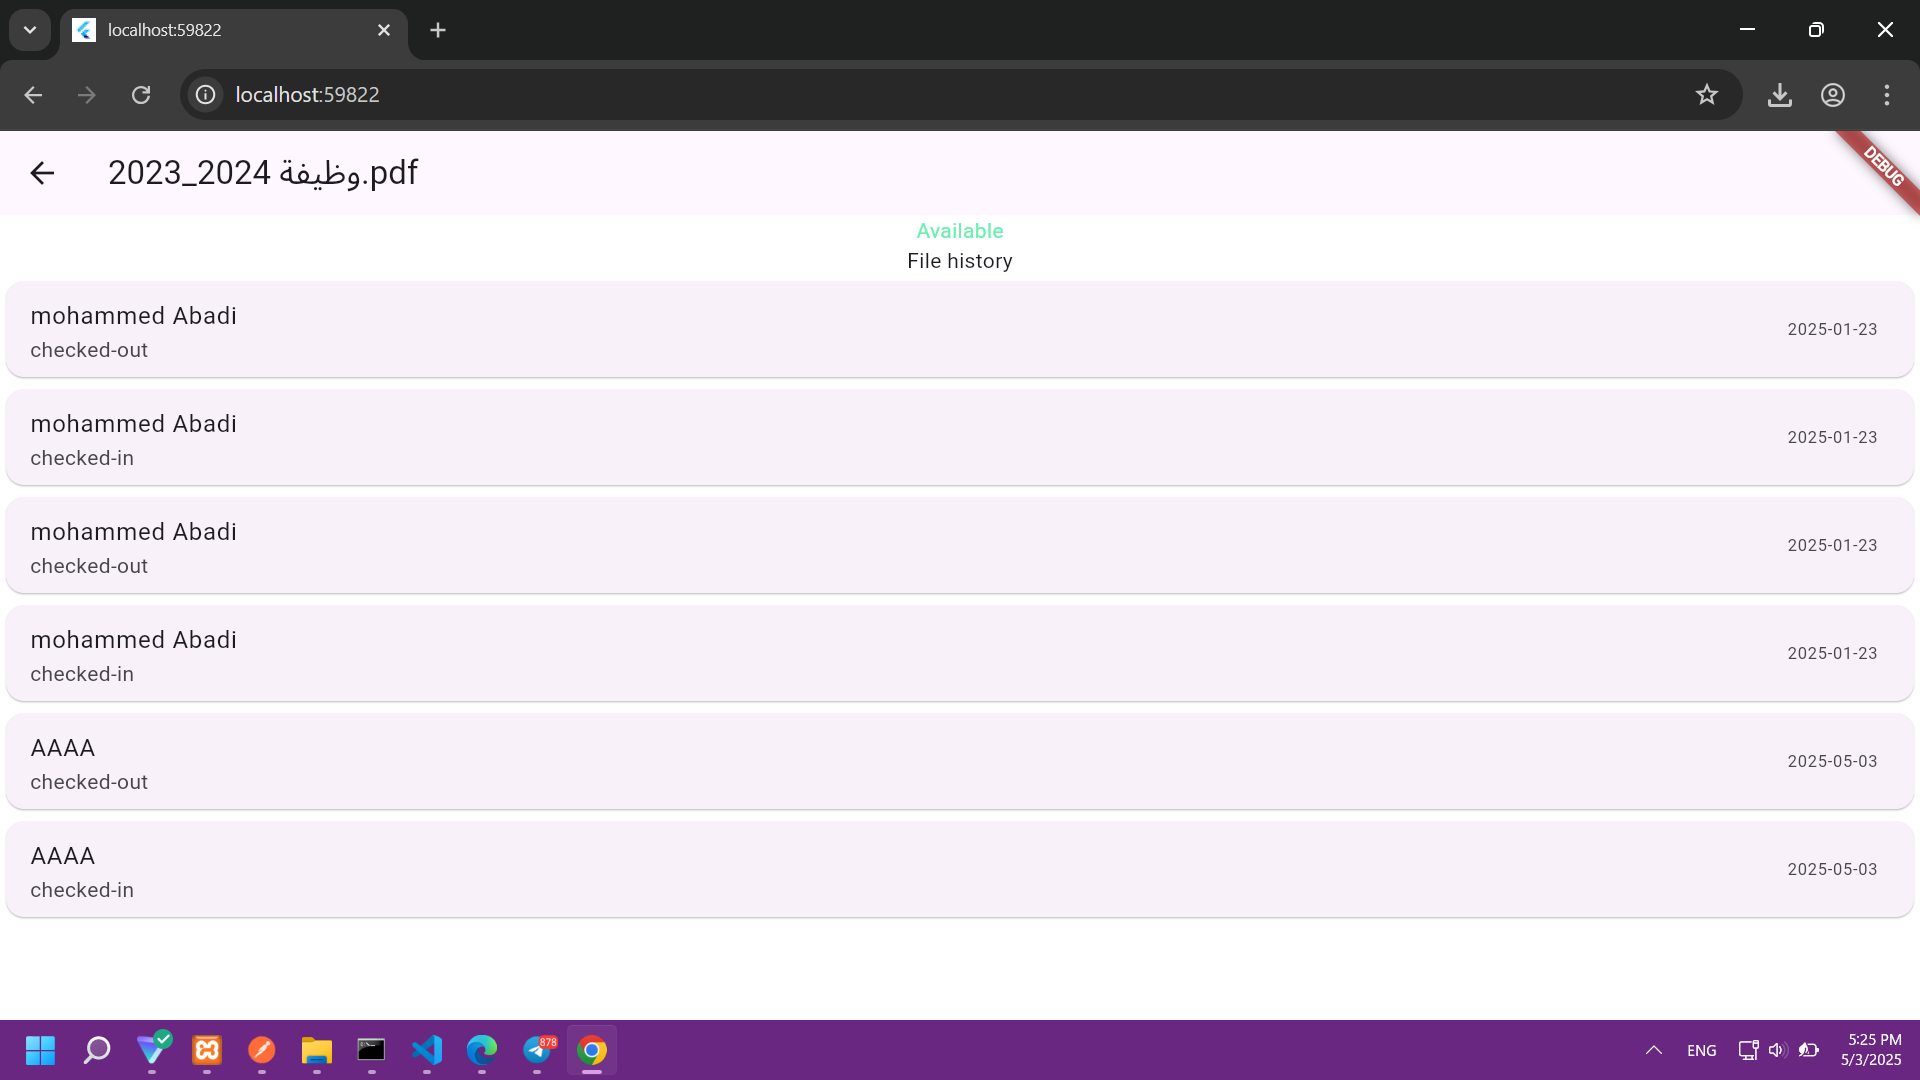 localhost:59822
localhost:59822
2023_2024 وظيفة.pdf
DEBUG
Available
File history
mohammed Abadi
checked-out
2025-01-23
mohammed Abadi
checked-in
2025-01-23
mohammed Abadi
checked-out
2025-01-23
mohammed Abadi
checked-in
2025-01-23
AAAA
checked-out
2025-05-03
AAAA
checked-in
2025-05-03
878
ENG
5:25 PM
5/3/2025